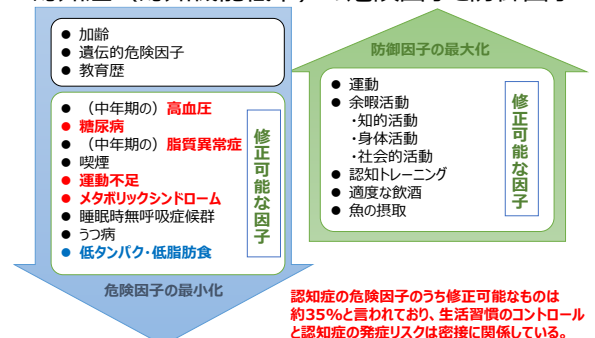 ● 加齢
● 遺伝的危険因子
● 教育歴
● （中年期の）高血圧
● 糖尿病
● （中年期の）脂質異常症
● 喫煙
● 運動不足
● メタボリックシンドローム
● 睡眠時無呼吸症候群
● うつ病
● 低タンパク・低脂肪食
修正可能な因子
危険因子の最小化
防御因子の最大化
● 運動
● 余暇活動
・知的活動
・身体活動
・社会的活動
● 認知トレーニング
● 適度な飲酒
● 魚の摂取
修正可能な因子
認知症の危険因子のうち修正可能なものは
約35%と言われており、生活習慣のコントロール
と認知症の発症リスクは密接に関係している。